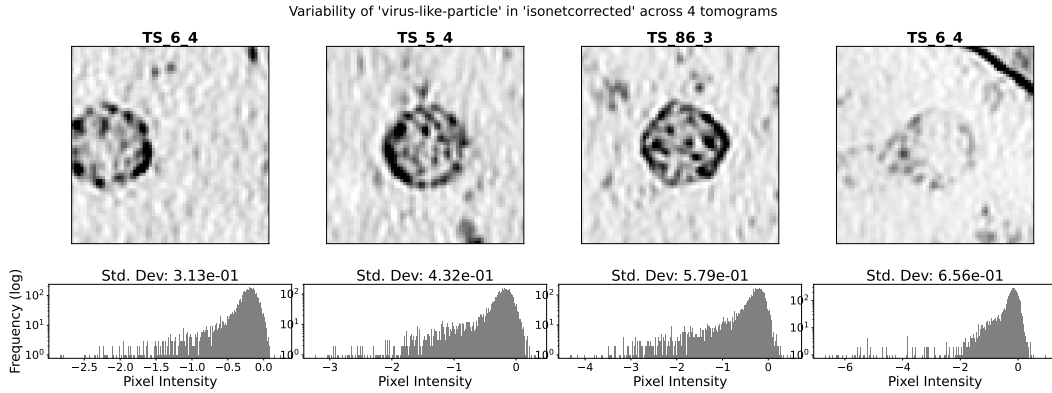 Variability of 'virus-like-particle' in 'isonetcorrected' across 4 tomograms
TS_6_4 TS_5_4 TS_86_3 TS_6_4
Std. Dev: 3.13e-01 Std. Dev: 4.32e-01 Std. Dev: 5.79e-01 Std. Dev: 6.56e-01
Frequency (log)
10² 10² 10² 10²
10¹ 10¹ 10¹ 10¹
10⁰ 10⁰ 10⁰ 10⁰
−2.5 −2.0 −1.5 −1.0 −0.5 0.0 −3 −2 −1 0 −4 −3 −2 −1 0 −6 −4 −2 0
Pixel Intensity Pixel Intensity Pixel Intensity Pixel Intensity